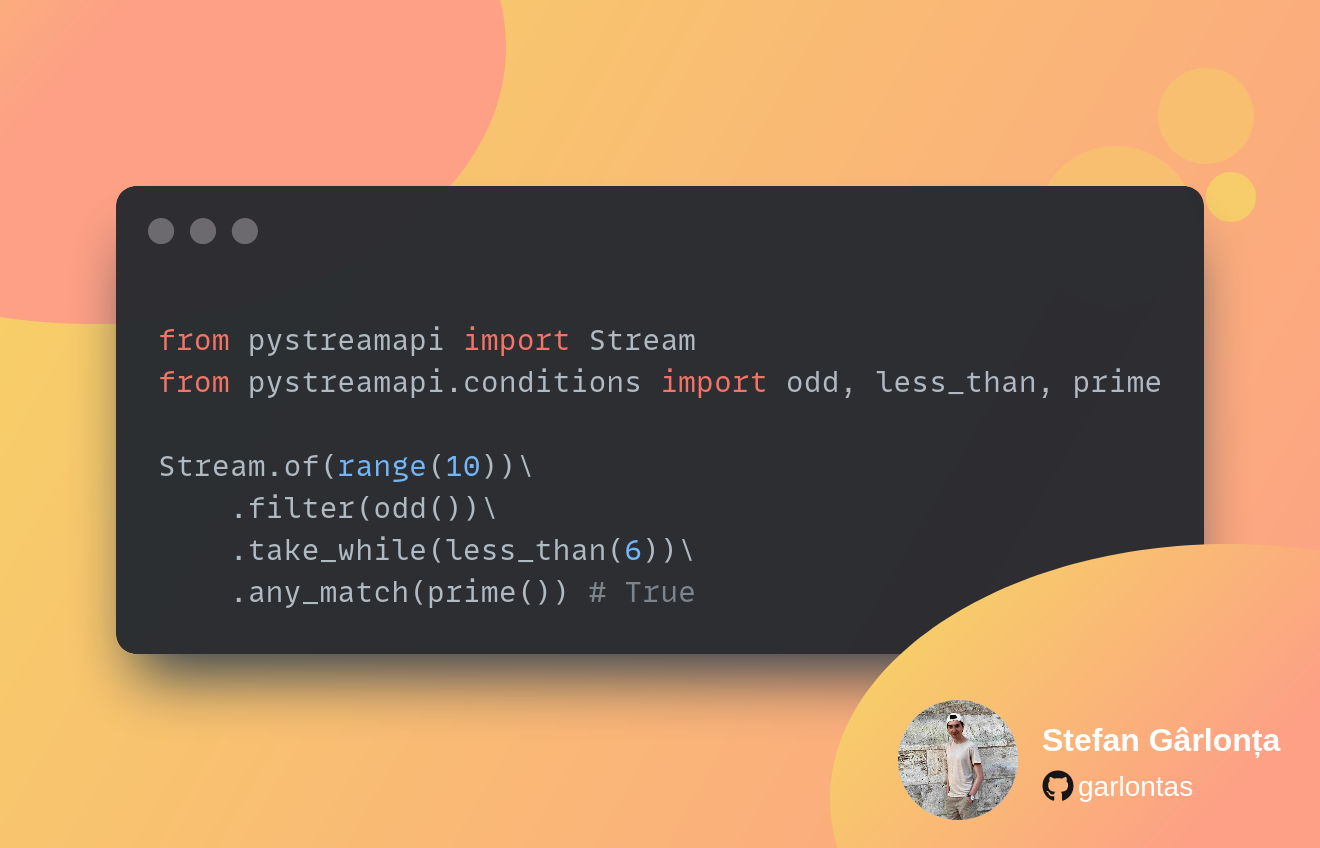 from pystreamapi import Stream
from pystreamapi.conditions import odd, less_than, prime
Stream.of(range(10))\
    .filter(odd())\
    .take_while(less_than(6))\
    .any_match(prime()) # True
Stefan Gârlonța
garlontas